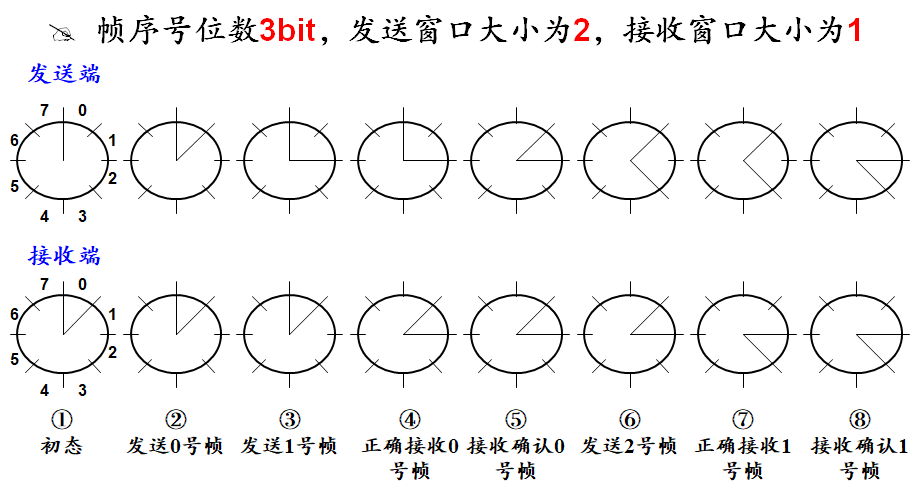 帧序号位数3bit，发送窗口大小为2，接收窗口大小为1
发送端
7 0
6 1
5 2
4 3
接收端
7 0
6 1
5 2
4 3
① ② ③ ④ ⑤ ⑥ ⑦ ⑧
初态 发送0号帧 发送1号帧 正确接收0 接收确认0 发送2号帧 正确接收1 接收确认1
号帧 号帧 号帧 号帧